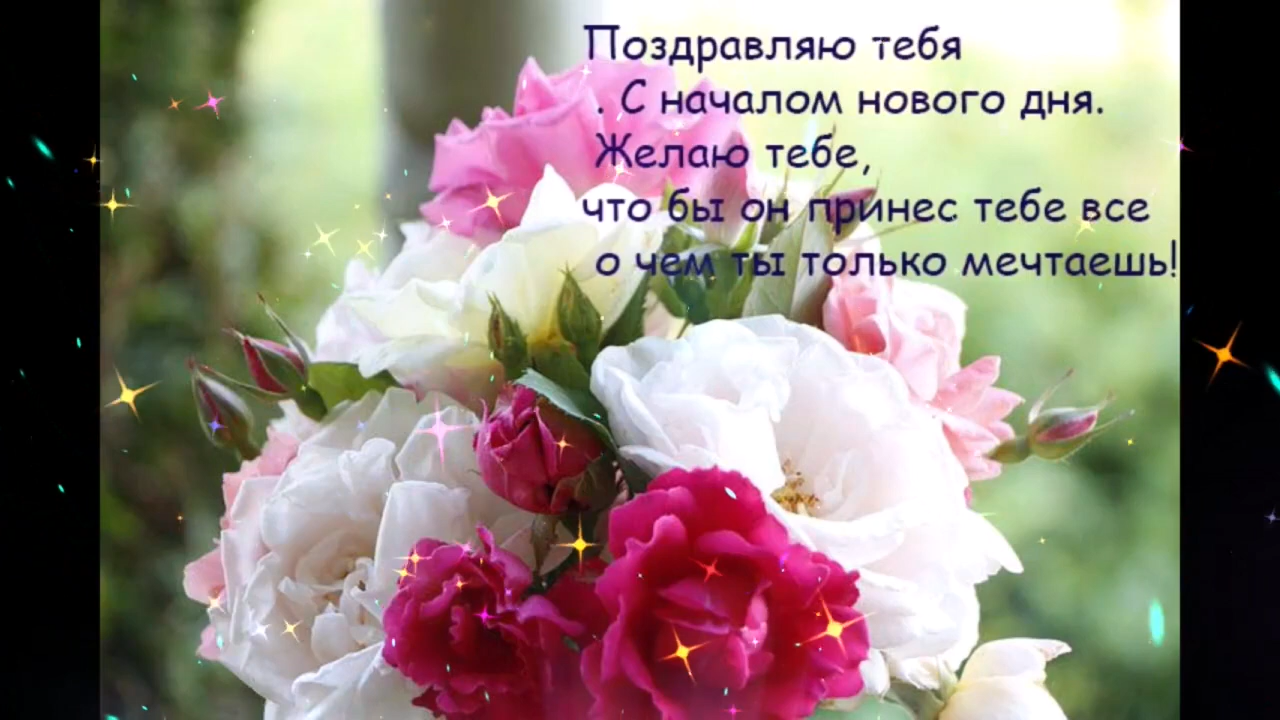 Поздравляю тебя
. С началом нового дня.
Желаю тебе,
что бы он принес тебе все
о чем ты только мечтаешь!